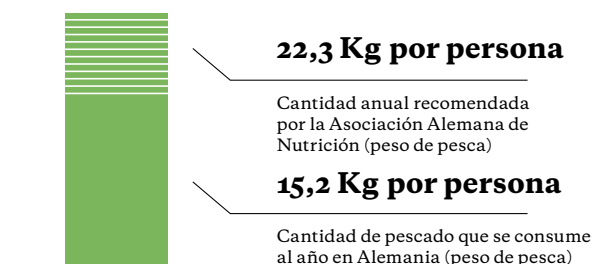 22,3 Kg por persona
Cantidad anual recomendada
por la Asociación Alemana de
Nutrición (peso de pesca)
15,2 Kg por persona
Cantidad de pescado que se consume
al año en Alemania (peso de pesca)